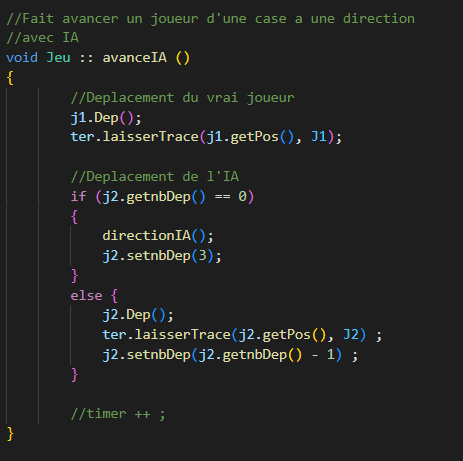 //Fait avancer un joueur d'une case a une direction
//avec IA
void Jeu :: avanceIA ()
{
//Deplacement du vrai joueur
j1.Dep();
ter.laisserTrace(j1.getPos(), J1);
//Deplacement de l'IA
if (j2.getnbDep() == 0)
{
directionIA();
j2.setnbDep(3);
}
else {
j2.Dep();
ter.laisserTrace(j2.getPos(), J2) ;
j2.setnbDep(j2.getnbDep() - 1) ;
}
//timer ++ ;
}